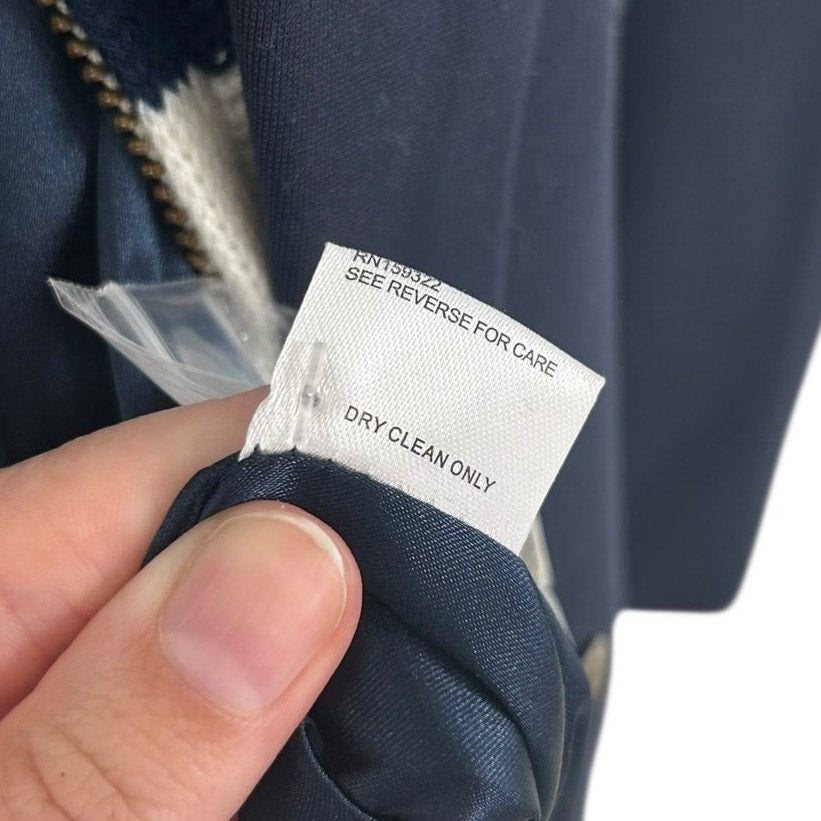 RN159322
SEE REVERSE FOR CARE
DRY CLEAN ONLY